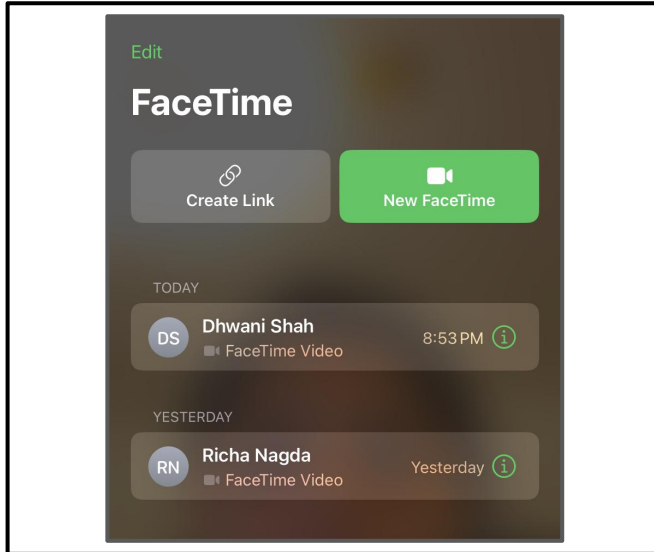 Edit
FaceTime
Create Link
New FaceTime
TODAY
DS
Dhwani Shah
FaceTime Video
8:53 PM
YESTERDAY
RN
Richa Nagda
FaceTime Video
Yesterday